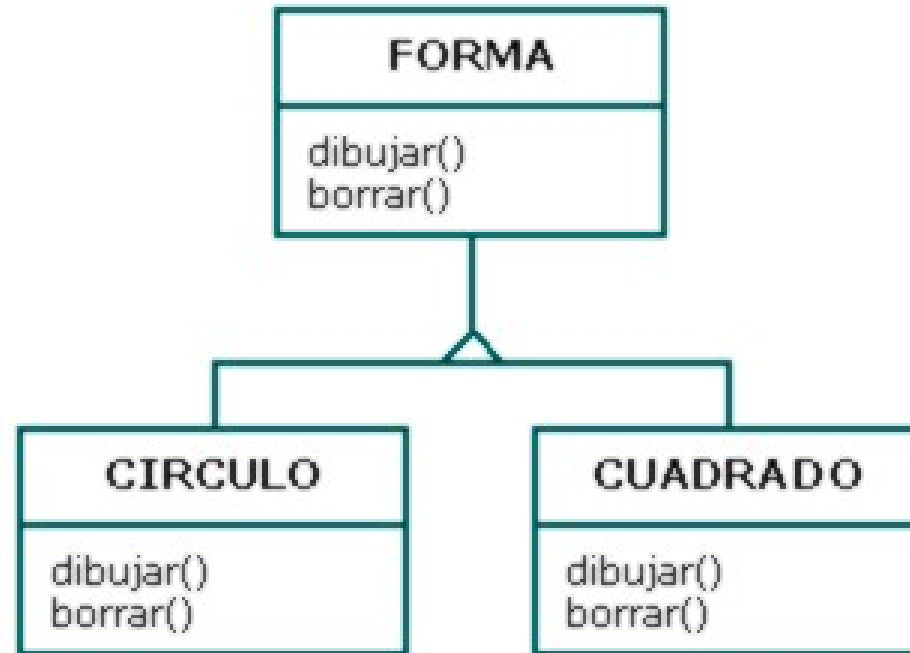 FORMA
dibujar()
borrar()
CIRCULO
dibujar()
borrar()
CUADRADO
dibujar()
borrar()